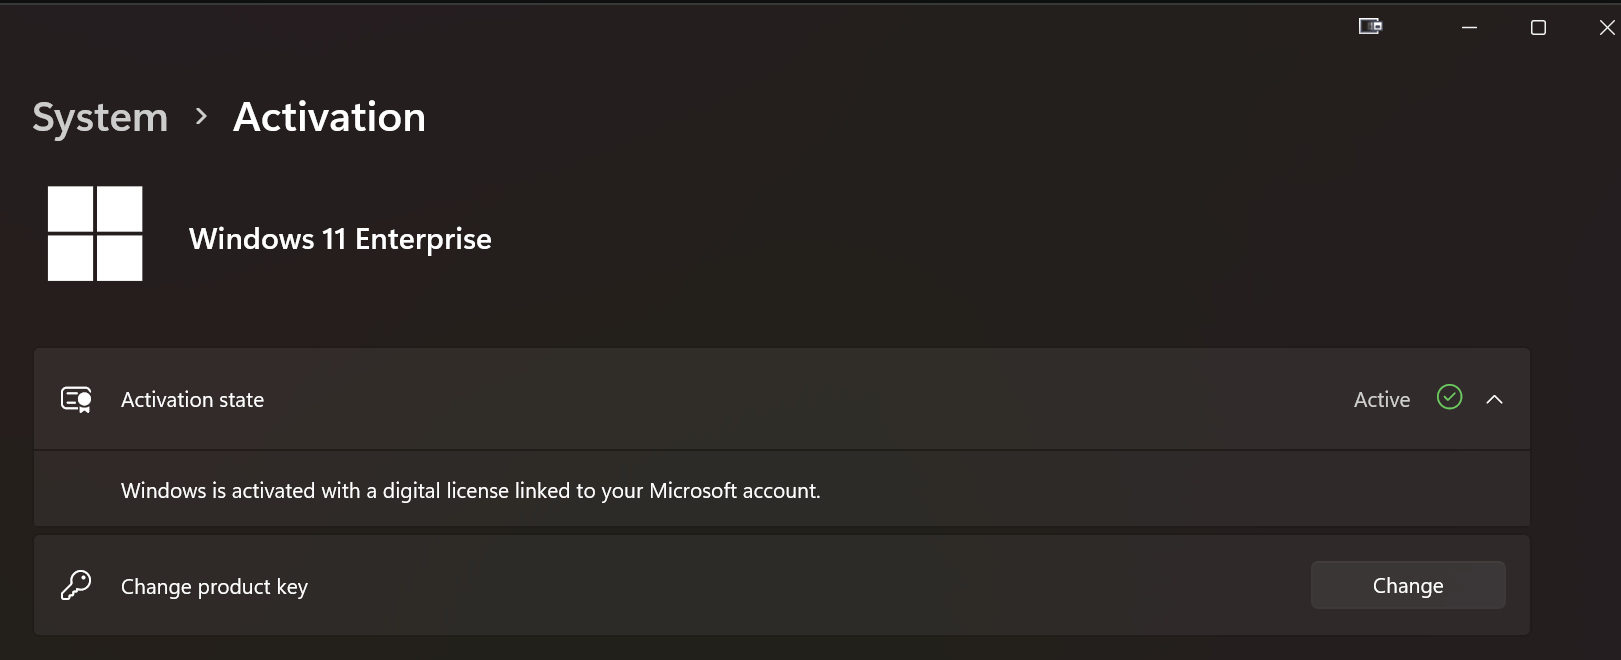 System > Activation
Windows 11 Enterprise
Activation state Active
Windows is activated with a digital license linked to your Microsoft account.
Change product key Change